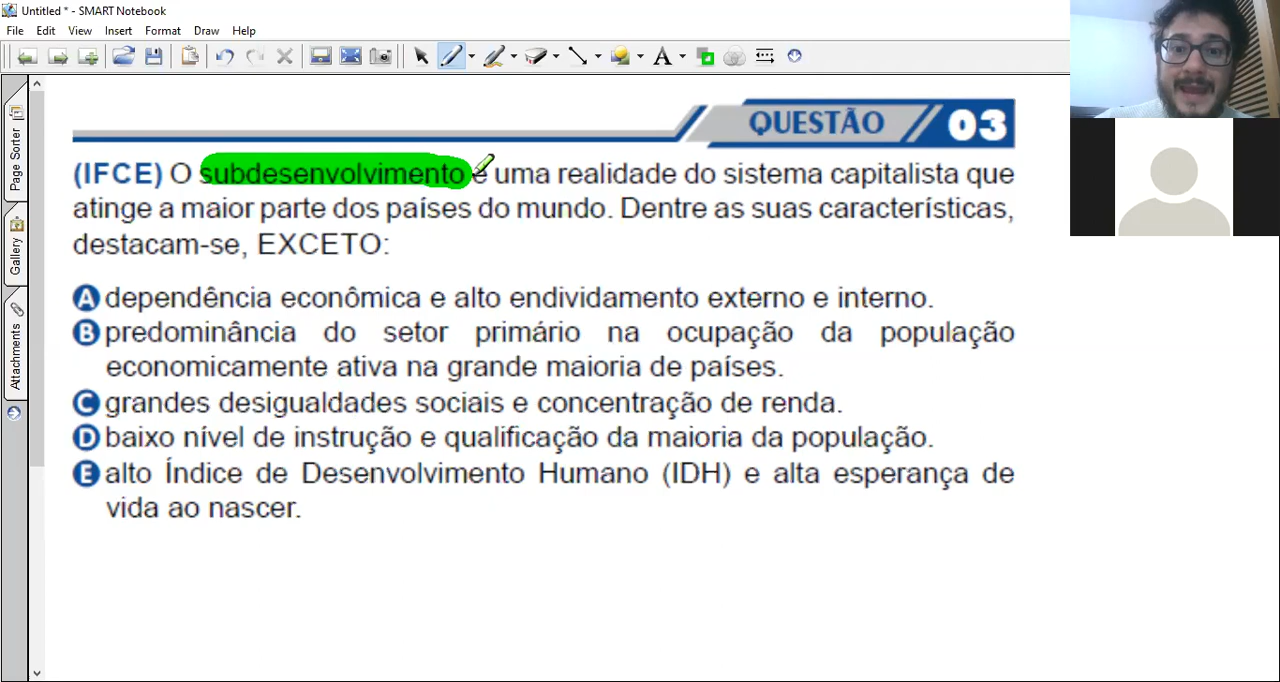 Untitled * - SMART Notebook
File Edit View Insert Format Draw Help
Page Sorter
Gallery
Attachments
QUESTÃO 03
(IFCE) O subdesenvolvimento é uma realidade do sistema capitalista que
atinge a maior parte dos países do mundo. Dentre as suas características,
destacam-se, EXCETO:
A dependência econômica e alto endividamento externo e interno.
B predominância do setor primário na ocupação da população
economicamente ativa na grande maioria de países.
C grandes desigualdades sociais e concentração de renda.
D baixo nível de instrução e qualificação da maioria da população.
E alto Índice de Desenvolvimento Humano (IDH) e alta esperança de
vida ao nascer.